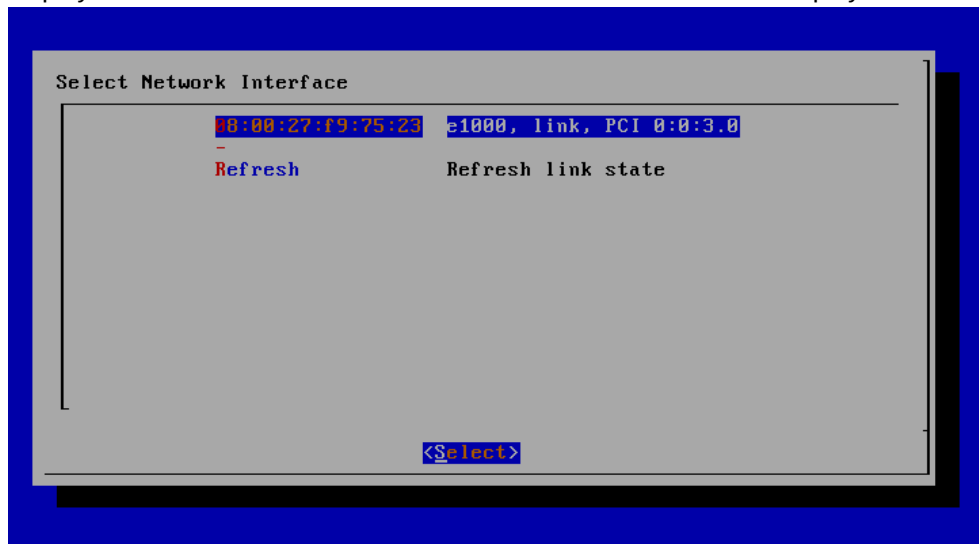 Select Network Interface
08:00:27:f9:75:23 e1000, link, PCI 0:0:3.0
-
Refresh Refresh link state
<Select>